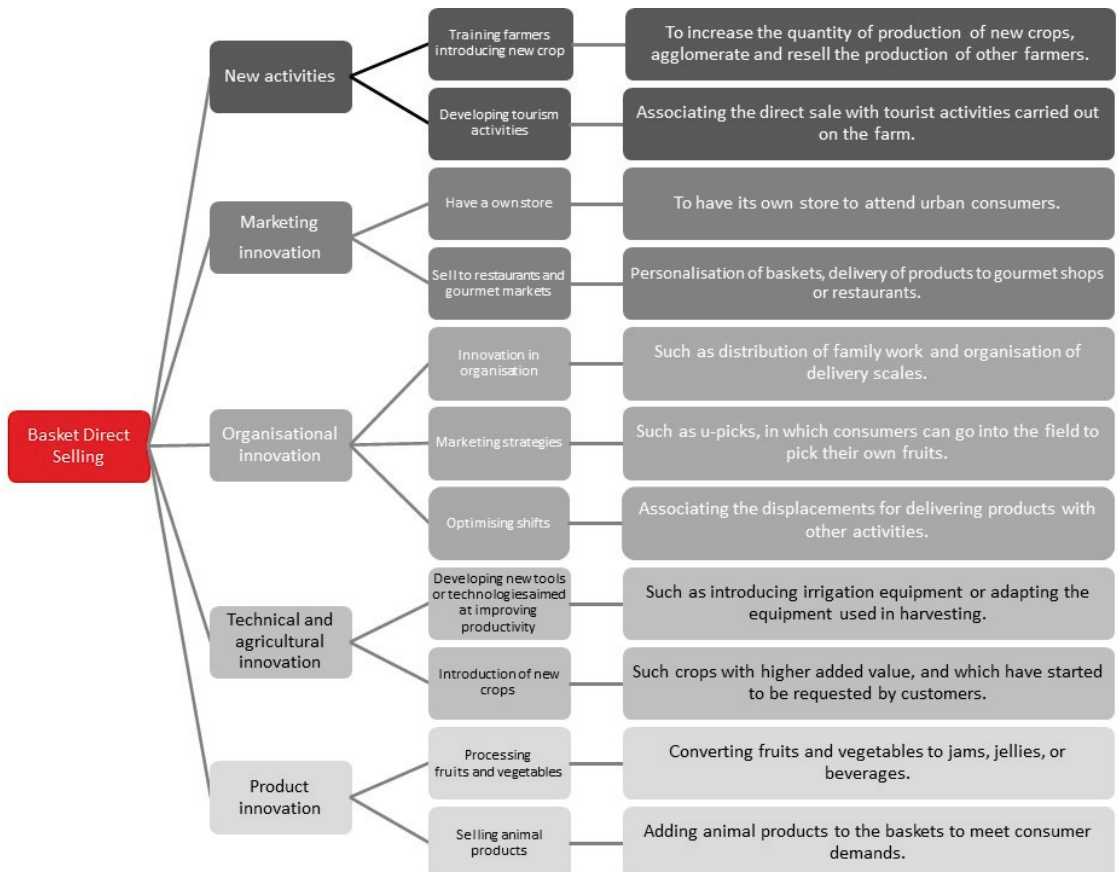 Basket Direct
Selling
New activities
Training farmers
introducing new crop
To increase the quantity of production of new crops,
agglomerate and resell the production of other farmers.
Developing tourism
activities
Associating the direct sale with tourist activities carried out
on the farm.
Marketing
innovation
Have a own store
To have its own store to attend urban consumers.
Sell to restaurants and
gourmet markets
Personalisation of baskets, delivery of products to gourmet shops
or restaurants.
Organisational
innovation
Innovation in
organisation
Such as distribution of family work and organisation of
delivery scales.
Marketing strategies
Such as u-picks, in which consumers can go into the field to
pick their own fruits.
Optimising shifts
Associating the displacements for delivering products with
other activities.
Technical and
agricultural
innovation
Developing new tools
or technologies aimed
at improving
productivity
Such as introducing irrigation equipment or adapting the
equipment used in harvesting.
Introduction of new
crops
Such crops with higher added value, and which have started
to be requested by customers.
Product
innovation
Processing
fruits and vegetables
Converting fruits and vegetables to jams, jellies, or
beverages.
Selling animal
products
Adding animal products to the baskets to meet consumer
demands.